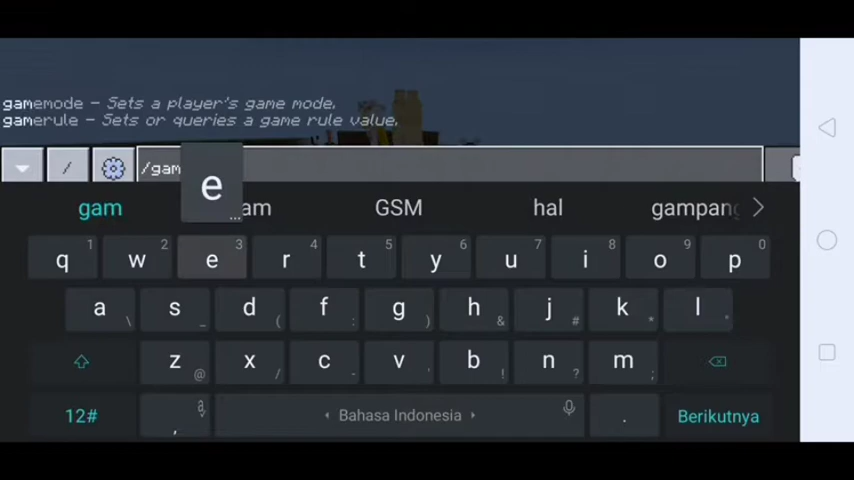 gamemode – Sets a player's game mode.
gamerule – Sets or queries a game rule value.
/ /gam
e
gam am GSM hal gampang
q 1 w 2 e 3 r 4 t 5 y 6 u 7 i 8 o 9 p 0
a \ s _ d ( f : g ) h & j # k * l "
z @ x / c - v ' b ! n ? m ;
12# , Bahasa Indonesia . Berikutnya